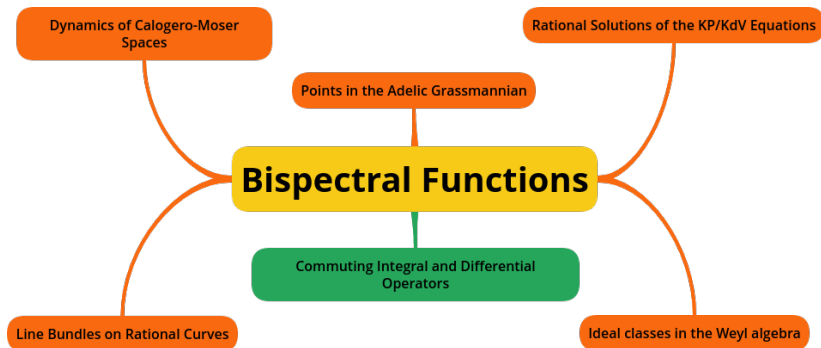 Dynamics of Calogero-Moser
Spaces
Rational Solutions of the KP/KdV Equations
Points in the Adelic Grassmannian
Bispectral Functions
Commuting Integral and Differential
Operators
Line Bundles on Rational Curves
Ideal classes in the Weyl algebra